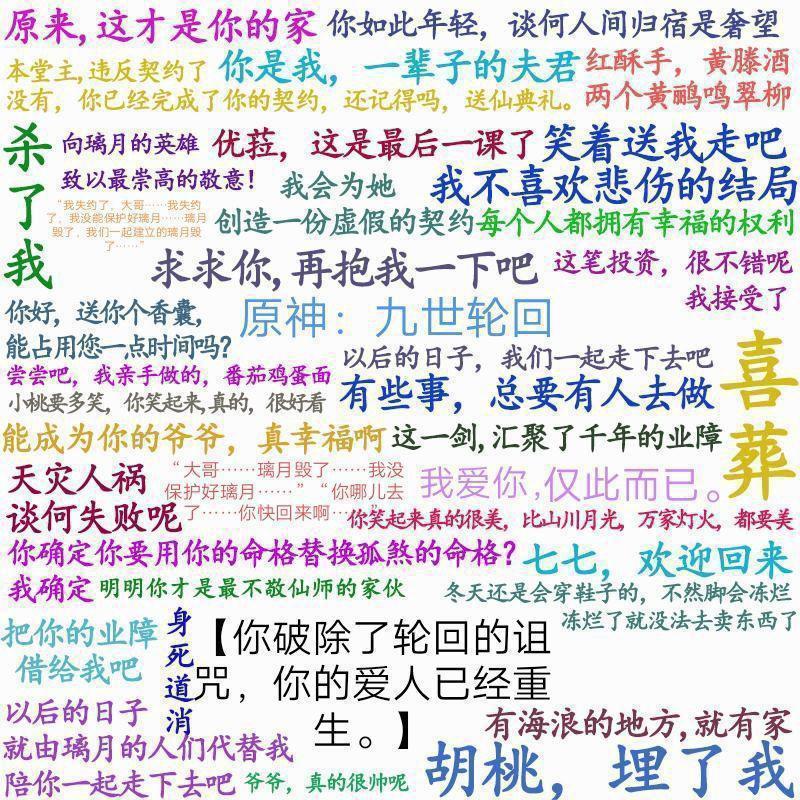 原来,这才是你的家
你如此年轻，谈何人间归宿是奢望
本堂主,违反契约了
你是我，一辈子的夫君
红酥手，黄滕酒
没有，你已经完成了你的契约，还记得吗，送仙典礼。
两个黄鹂鸣翠柳
杀了我
向璃月的英雄
致以最崇高的敬意！
优菈，这是最后一课了
笑着送我走吧
“我失约了，大哥……我失约
了，我没能保护好璃月……璃月
毁了，我们一起建立的璃月毁
了……”
我会为她
我不喜欢悲伤的结局
创造一份虚假的契约
每个人都拥有幸福的权利
求求你,再抱我一下吧
这笔投资，很不错呢
我接受了
你好，送你个香囊，
能占用您一点时间吗？
原神：九世轮回
喜葬
尝尝吧，我亲手做的，番茄鸡蛋面
以后的日子，我们一起走下去吧
小桃要多笑，你笑起来,真的，很好看
有些事，总要有人去做
能成为你的爷爷，真幸福啊
这一剑,汇聚了千年的业障
天灾人祸
谈何失败呢
“大哥……璃月毁了……我没
保护好璃月……”“你哪儿去
了……你快回来啊……”
我爱你,仅此而已。
你笑起来真的很美，比山川月光，万家灯火，都要美
你确定你要用你的命格替换孤煞的命格？
我确定
七七，欢迎回来
明明你才是最不敬仙师的家伙
冬天还是会穿鞋子的，不然脚会冻烂
冻烂了就没法去卖东西了
把你的业障
借给我吧
身死道消
【你破除了轮回的诅
咒，你的爱人已经重
生。】
以后的日子
就由璃月的人们代替我
陪你一起走下去吧
爷爷，真的很帅呢
有海浪的地方,就有家
胡桃，埋了我